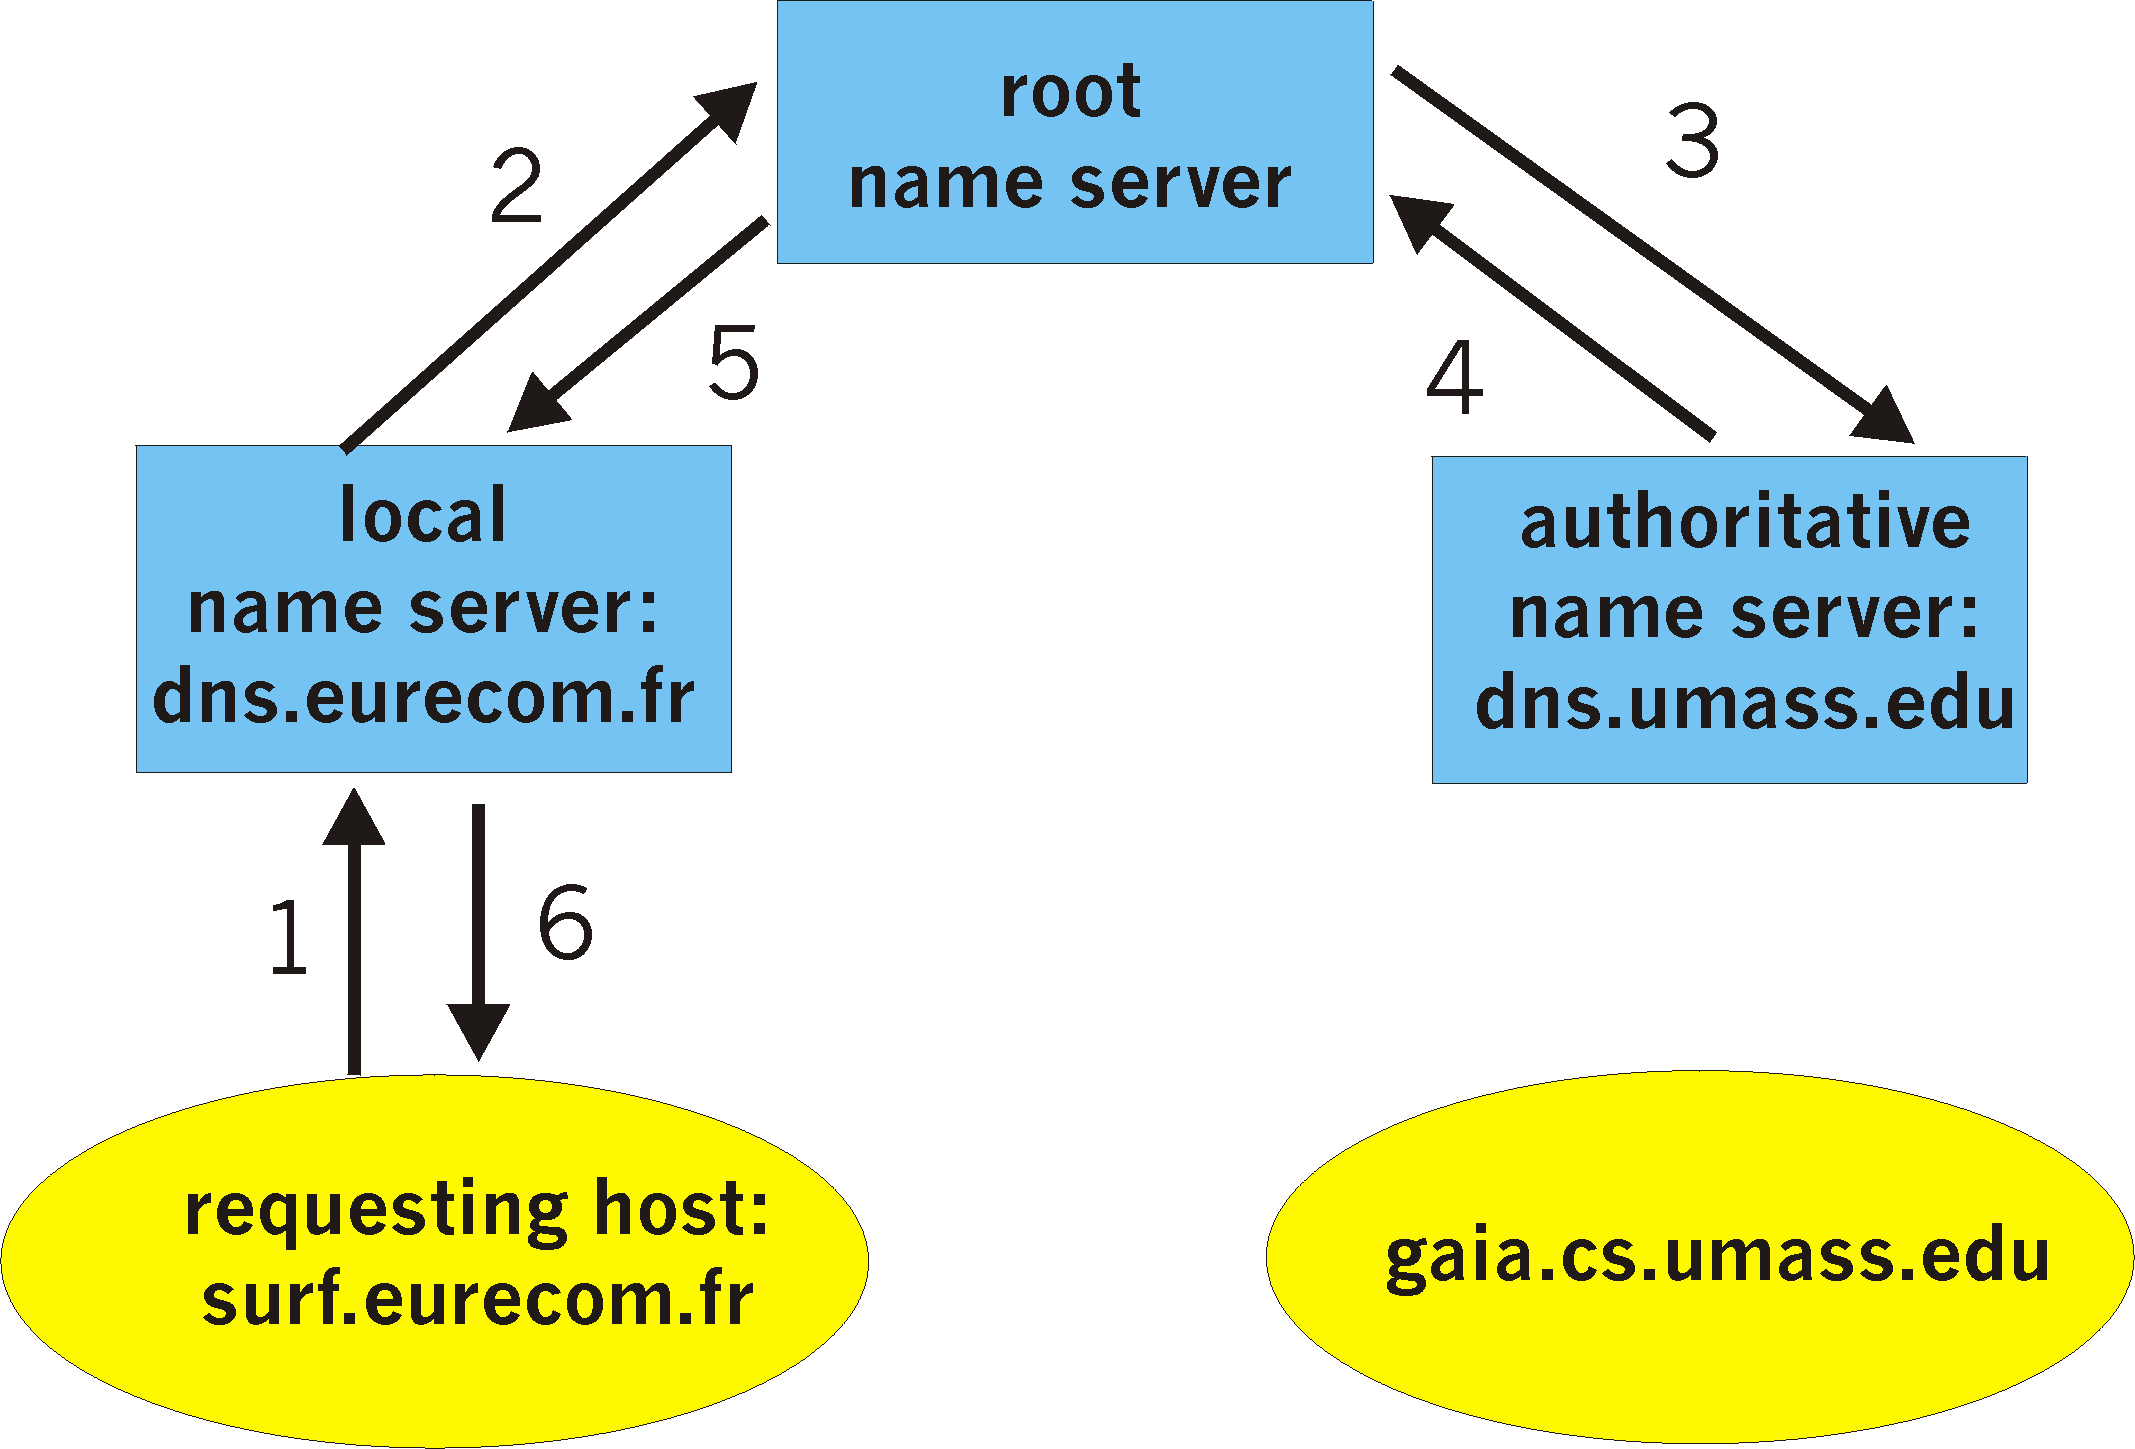 root
name server
2
3
5
4
local
name server:
dns.eurecom.fr
authoritative
name server:
dns.umass.edu
1
6
requesting host:
surf.eurecom.fr
gaia.cs.umass.edu